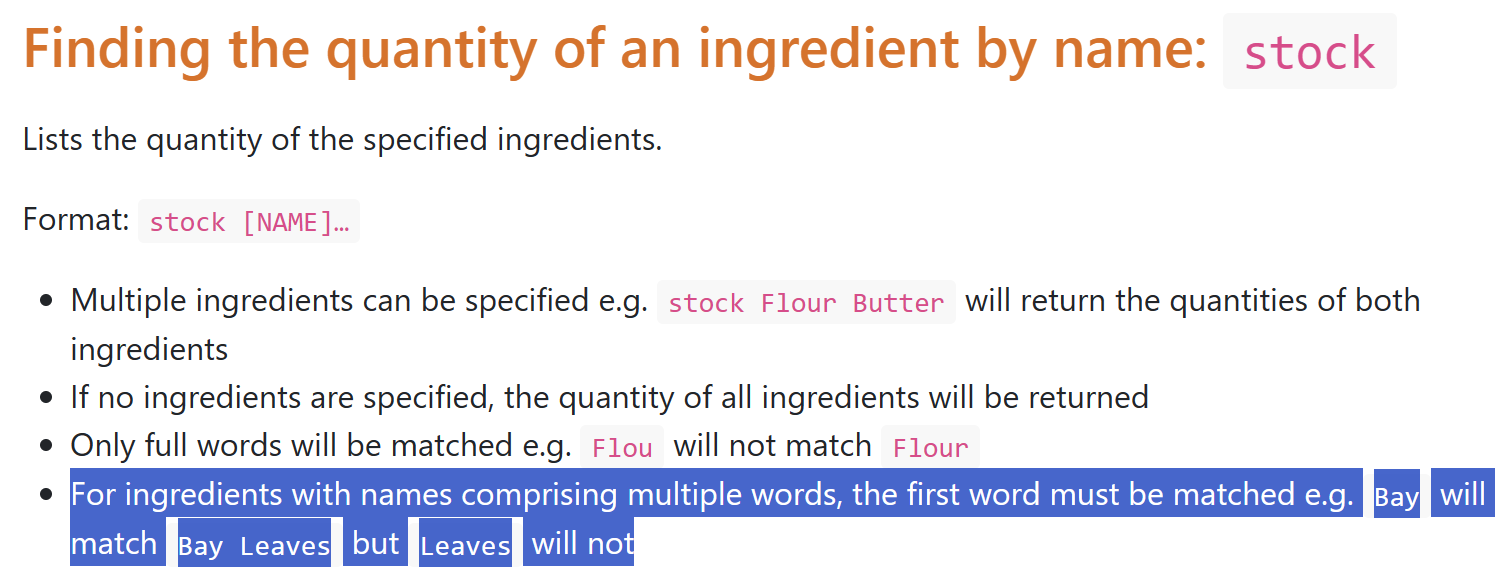 Finding the quantity of an ingredient by name: stock
Lists the quantity of the specified ingredients.
Format: stock [NAME]…
Multiple ingredients can be specified e.g. stock Flour Butter will return the quantities of both
ingredients
If no ingredients are specified, the quantity of all ingredients will be returned
Only full words will be matched e.g. Flou will not match Flour
For ingredients with names comprising multiple words, the first word must be matched e.g. Bay will
match Bay Leaves but Leaves will not